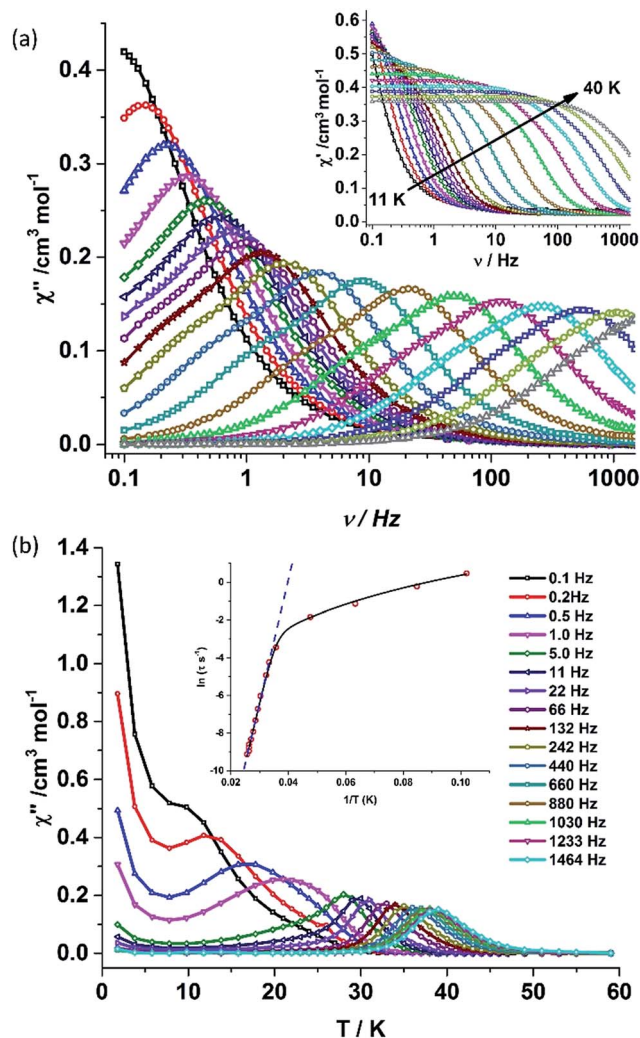 (a)
χ'' /cm³ mol⁻¹
0.4
0.3
0.2
0.1
0.0
0.1
1
10
100
1000
ν / Hz
χ' /cm³ mol⁻¹
0.6
0.5
0.4
0.3
0.2
0.1
0.0
0.1
1
10
100
1000
ν / Hz
11 K
40 K
(b)
χ'' /cm³ mol⁻¹
1.4
1.2
1.0
0.8
0.6
0.4
0.2
0.0
0
10
20
30
40
50
60
T / K
ln (τ s⁻¹)
0
-2
-4
-6
-8
-10
0.02
0.04
0.06
0.08
0.10
1/T (K)
0.1 Hz
0.2Hz
0.5 Hz
1.0 Hz
5.0 Hz
11 Hz
22 Hz
66 Hz
132 Hz
242 Hz
440 Hz
660 Hz
880 Hz
1030 Hz
1233 Hz
1464 Hz